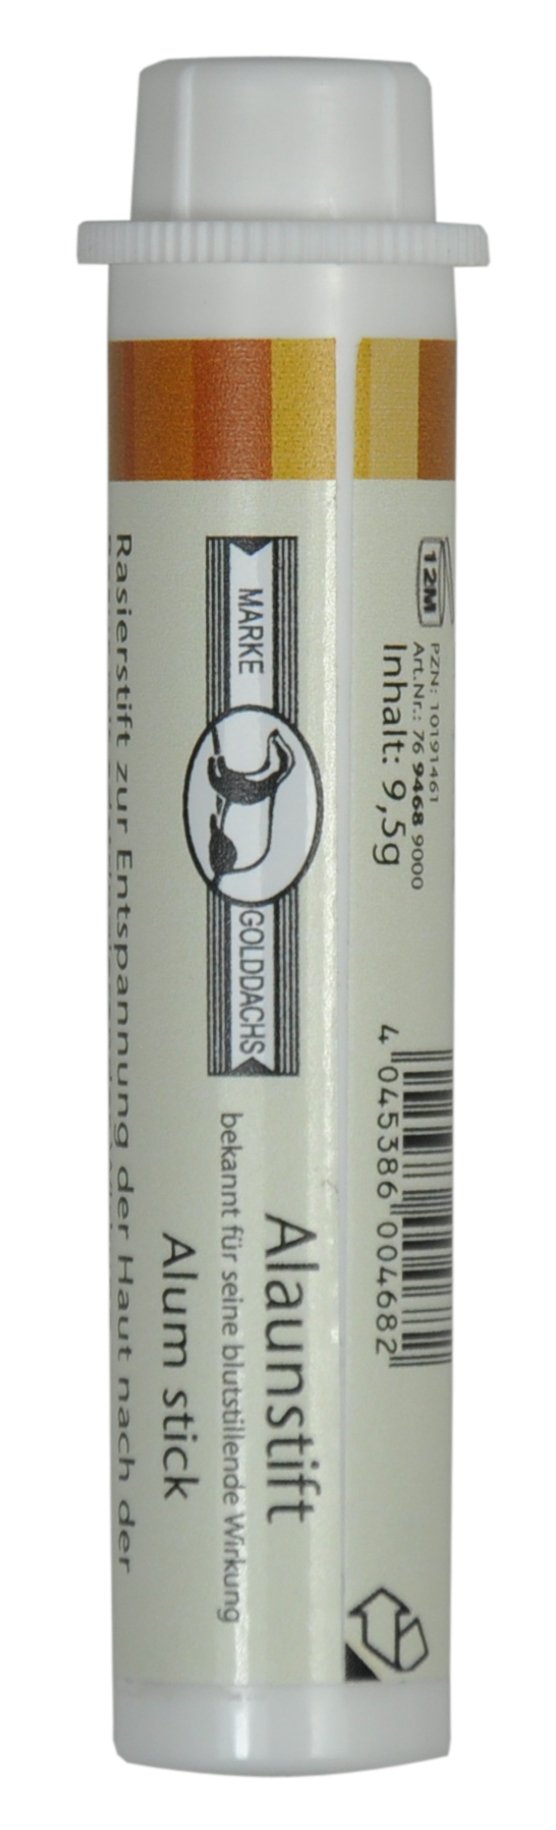 12M
PZN: 10191461
Art.Nr.: 76 9468 9000
Inhalt: 9,5g
4 045386 004682
MARKE GOLDDACHS
Alaunstift
bekannt für seine blutstillende Wirkung
Alum stick
Rasierstift zur Entspannung der Haut nach der